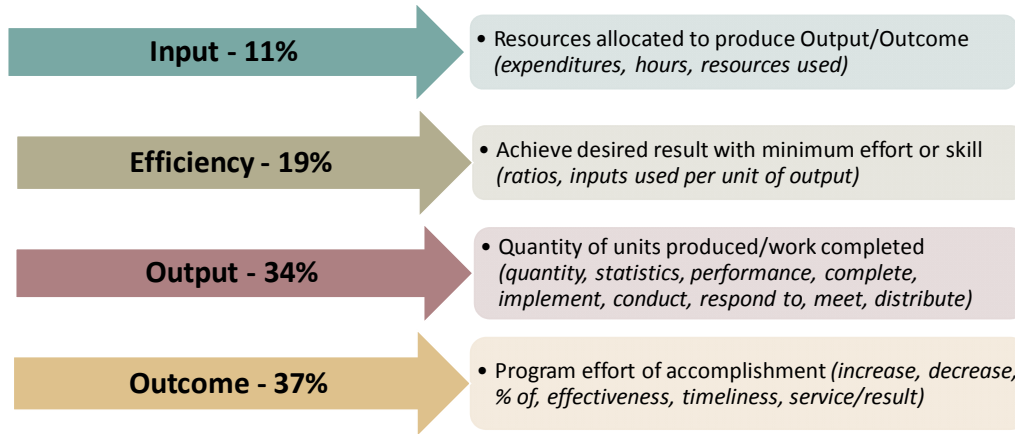 Input - 11%
• Resources allocated to produce Output/Outcome
(expenditures, hours, resources used)
Efficiency - 19%
• Achieve desired result with minimum effort or skill
(ratios, inputs used per unit of output)
Output - 34%
• Quantity of units produced/work completed
(quantity, statistics, performance, complete,
implement, conduct, respond to, meet, distribute)
Outcome - 37%
• Program effort of accomplishment (increase, decrease,
% of, effectiveness, timeliness, service/result)